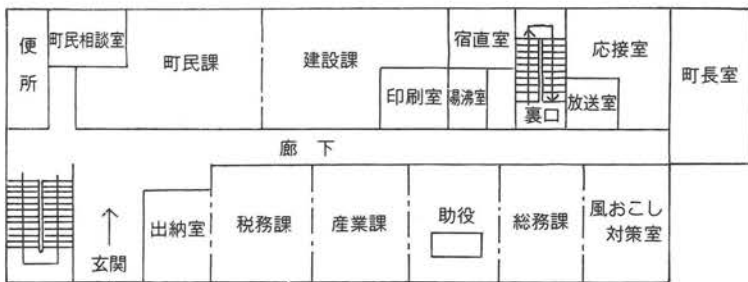 便所
町民相談室
町民課
建設課
宿直室
応接室
町長室
印刷室
湯沸室
放送室
裏口
廊下
出納室
税務課
産業課
助役
総務課
風おこし
対策室
玄関